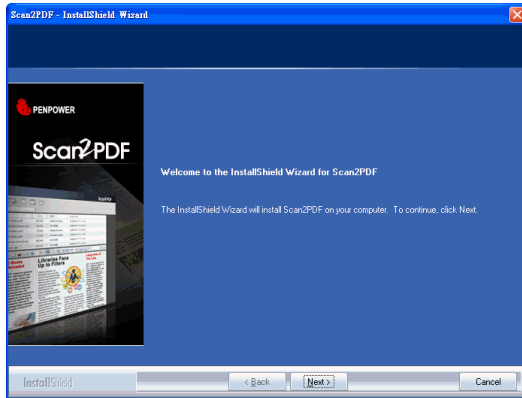 Scan2PDF - InstallShield Wizard
PENPOWER
Scan2PDF
Libraries Face
Up to Filters
Welcome to the InstallShield Wizard for Scan2PDF
The InstallShield Wizard will install Scan2PDF on your computer. To continue, click Next.
InstallShield
< Back
Next >
Cancel